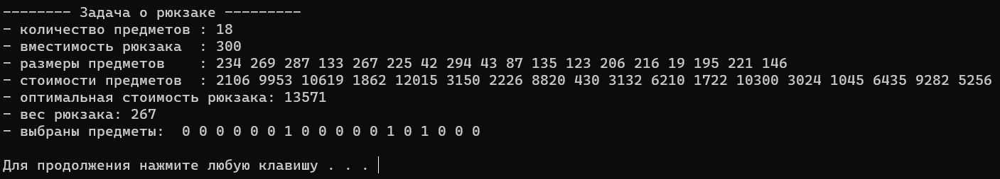 -------- Задача о рюкзаке ---------
- количество предметов : 18
- вместимость рюкзака  : 300
- размеры предметов    : 234 269 287 133 267 225 42 294 43 87 135 123 206 216 19 195 221 146
- стоимости предметов  : 2106 9953 10619 1862 12015 3150 2226 8820 430 3132 6210 1722 10300 3024 1045 6435 9282 5256
- оптимальная стоимость рюкзака: 13571
- вес рюкзака: 267
- выбраны предметы:  0 0 0 0 0 0 1 0 0 0 0 0 1 0 1 0 0 0
Для продолжения нажмите любую клавишу . . .